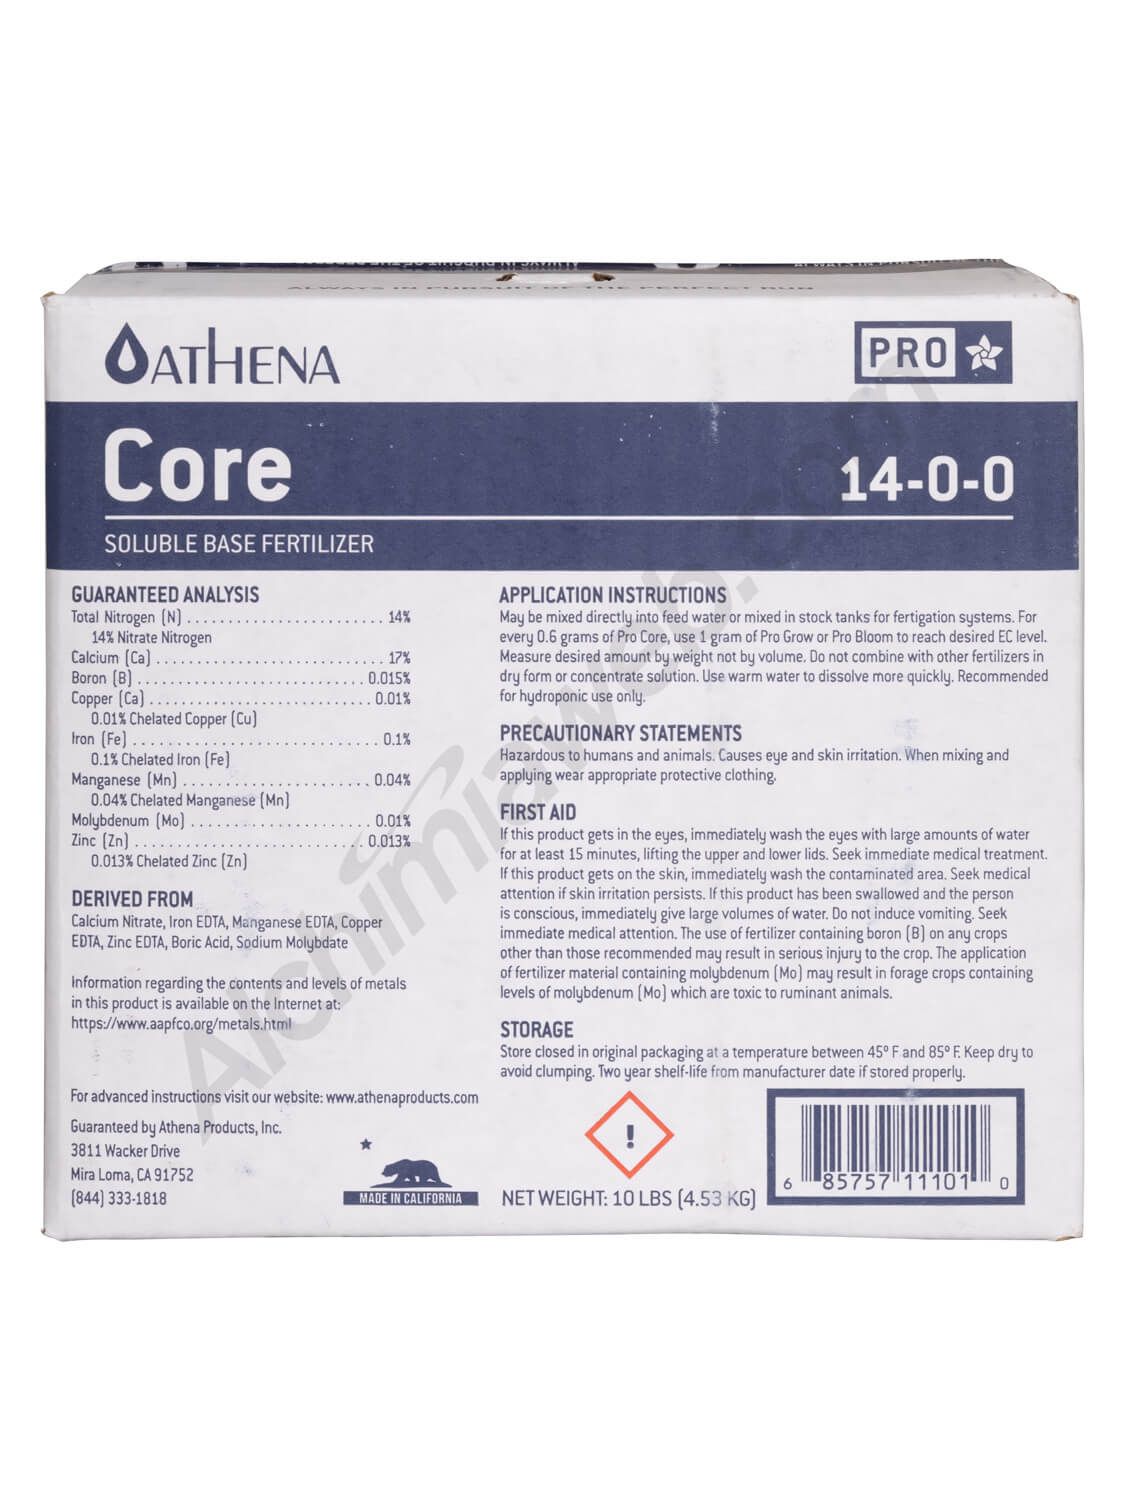 ALWAYS IN PURSUIT OF THE PERFECT RUN
ATHENA
PRO
Core
14-0-0
SOLUBLE BASE FERTILIZER
GUARANTEED ANALYSIS
Total Nitrogen (N) ........................ 14%
14% Nitrate Nitrogen
Calcium (Ca) ............................ 17%
Boron (B) ............................ 0.015%
Copper (Ca) ............................ 0.01%
0.01% Chelated Copper (Cu)
Iron (Fe) .............................. 0.1%
0.1% Chelated Iron (Fe)
Manganese (Mn) ........................ 0.04%
0.04% Chelated Manganese (Mn)
Molybdenum (Mo) ...................... 0.01%
Zinc (Zn) ............................ 0.013%
0.013% Chelated Zinc (Zn)
DERIVED FROM
Calcium Nitrate, Iron EDTA, Manganese EDTA, Copper
EDTA, Zinc EDTA, Boric Acid, Sodium Molybdate
Information regarding the contents and levels of metals
in this product is available on the Internet at:
https://www.aapfco.org/metals.html
For advanced instructions visit our website: www.athenaproducts.com
Guaranteed by Athena Products, Inc.
3811 Wacker Drive
Mira Loma, CA 91752
(844) 333-1818
MADE IN CALIFORNIA
APPLICATION INSTRUCTIONS
May be mixed directly into feed water or mixed in stock tanks for fertigation systems. For
every 0.6 grams of Pro Core, use 1 gram of Pro Grow or Pro Bloom to reach desired EC level.
Measure desired amount by weight not by volume. Do not combine with other fertilizers in
dry form or concentrate solution. Use warm water to dissolve more quickly. Recommended
for hydroponic use only.
PRECAUTIONARY STATEMENTS
Hazardous to humans and animals. Causes eye and skin irritation. When mixing and
applying wear appropriate protective clothing.
FIRST AID
If this product gets in the eyes, immediately wash the eyes with large amounts of water
for at least 15 minutes, lifting the upper and lower lids. Seek immediate medical treatment.
If this product gets on the skin, immediately wash the contaminated area. Seek medical
attention if skin irritation persists. If this product has been swallowed and the person
is conscious, immediately give large volumes of water. Do not induce vomiting. Seek
immediate medical attention. The use of fertilizer containing boron (B) on any crops
other than those recommended may result in serious injury to the crop. The application
of fertilizer material containing molybdenum (Mo) may result in forage crops containing
levels of molybdenum (Mo) which are toxic to ruminant animals.
STORAGE
Store closed in original packaging at a temperature between 45° F and 85° F. Keep dry to
avoid clumping. Two year shelf-life from manufacturer date if stored properly.
!
NET WEIGHT: 10 LBS (4.53 KG)
6 85757 11101 0
Alchimiaweb.com